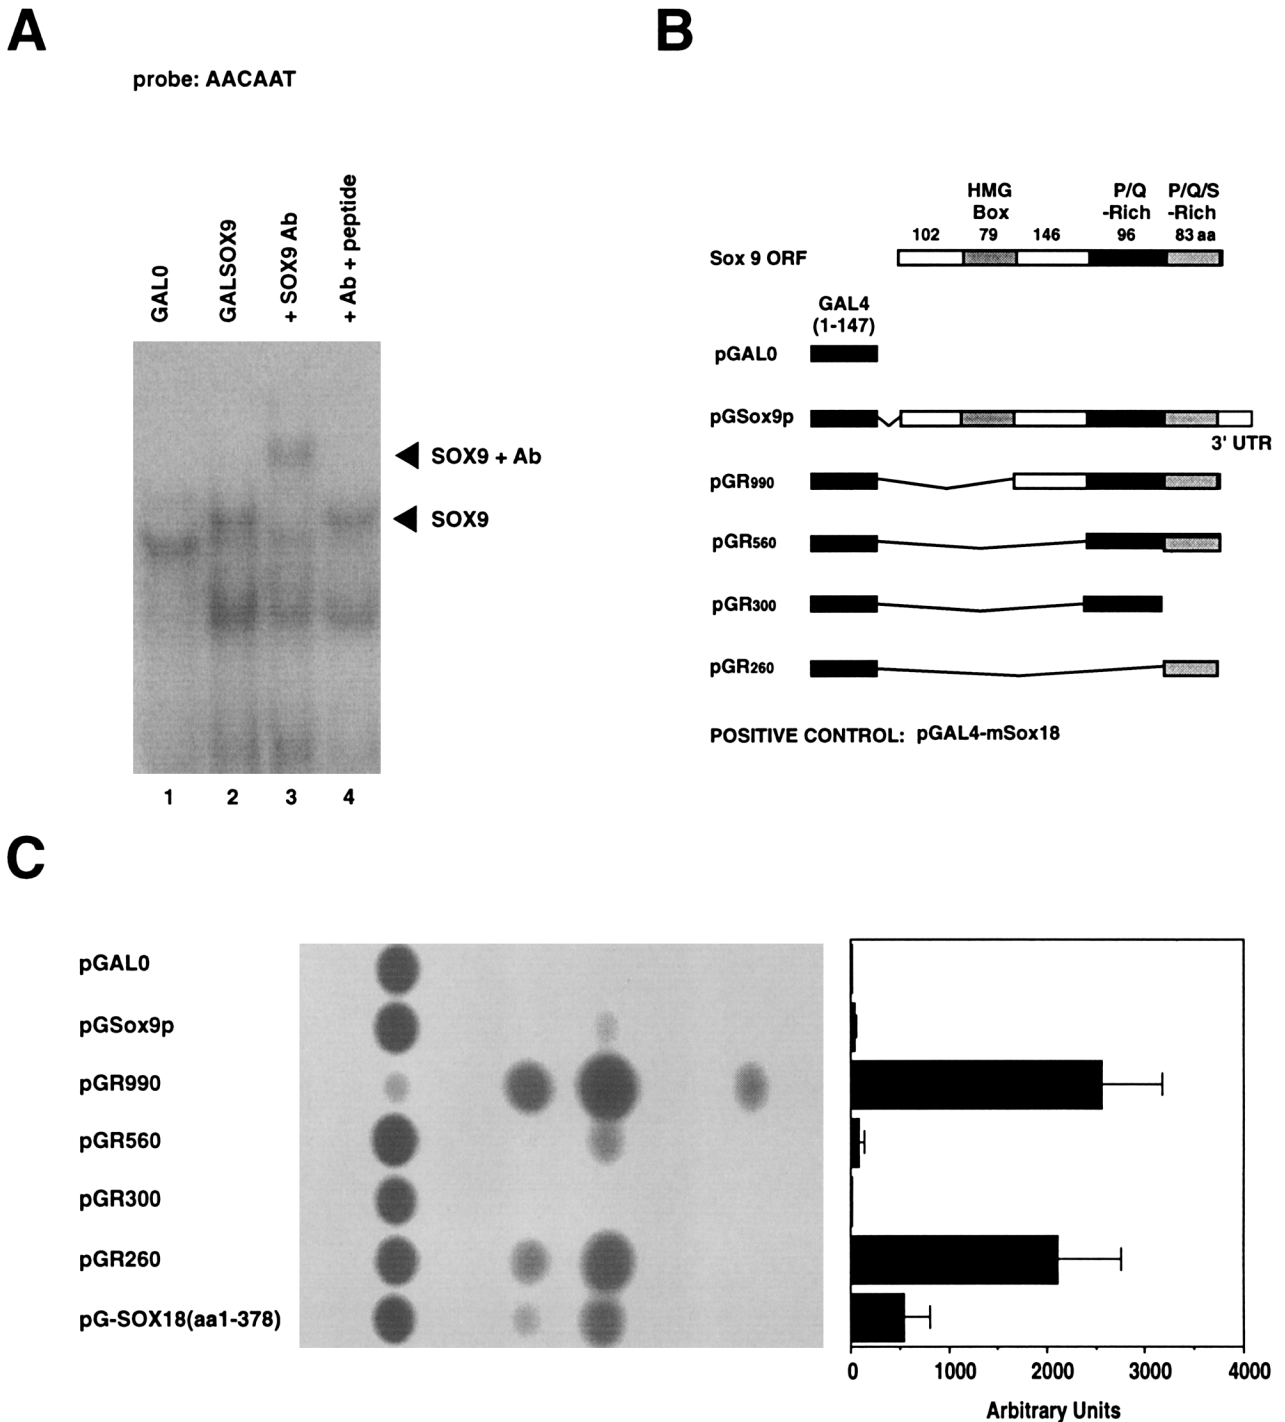 A
probe: AACAAT
GAL0
GALSOX9
+ SOX9 Ab
+ Ab + peptide
SOX9 + Ab
SOX9
1 2 3 4
B
HMG Box
P/Q -Rich
P/Q/S -Rich
102 79 146 96 83 aa
Sox 9 ORF
GAL4
(1-147)
pGAL0
pGSox9p
3' UTR
pGR990
pGR560
pGR300
pGR260
POSITIVE CONTROL: pGAL4-mSox18
C
pGAL0
pGSox9p
pGR990
pGR560
pGR300
pGR260
pG-SOX18(aa1-378)
0 1000 2000 3000 4000
Arbitrary Units